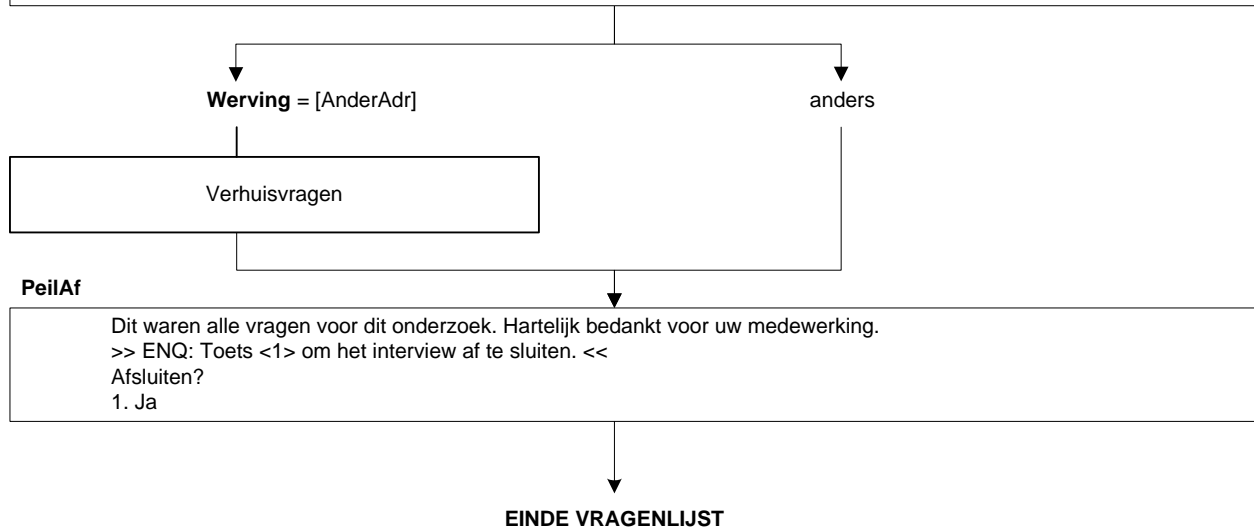 Werving = [AnderAdr]
anders
Verhuisvragen
PeilAf
Dit waren alle vragen voor dit onderzoek. Hartelijk bedankt voor uw medewerking.
>> ENQ: Toets <1> om het interview af te sluiten. <<
Afsluiten?
1. Ja
EINDE VRAGENLIJST